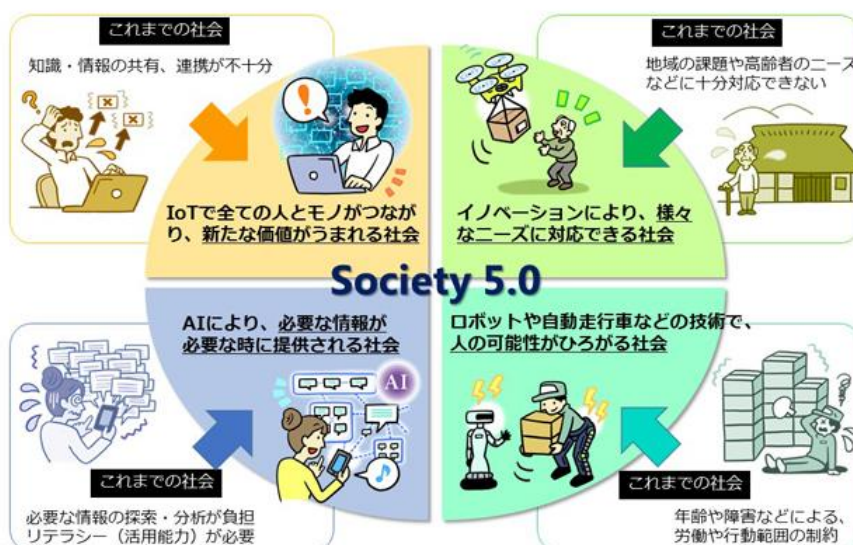 これまでの社会
知識・情報の共有、連携が不十分
IoTで全ての人とモノがつなが
り、新たな価値がうまれる社会
これまでの社会
地域の課題や高齢者のニーズ
などに十分対応できない
イノベーションにより、様々
なニーズに対応できる社会
Society 5.0
AIにより、必要な情報が
必要な時に提供される社会
AI
これまでの社会
必要な情報の探索・分析が負担
リテラシー（活用能力）が必要
ロボットや自動走行車などの技術で、
人の可能性がひろがる社会
これまでの社会
年齢や障害などによる、
労働や行動範囲の制約